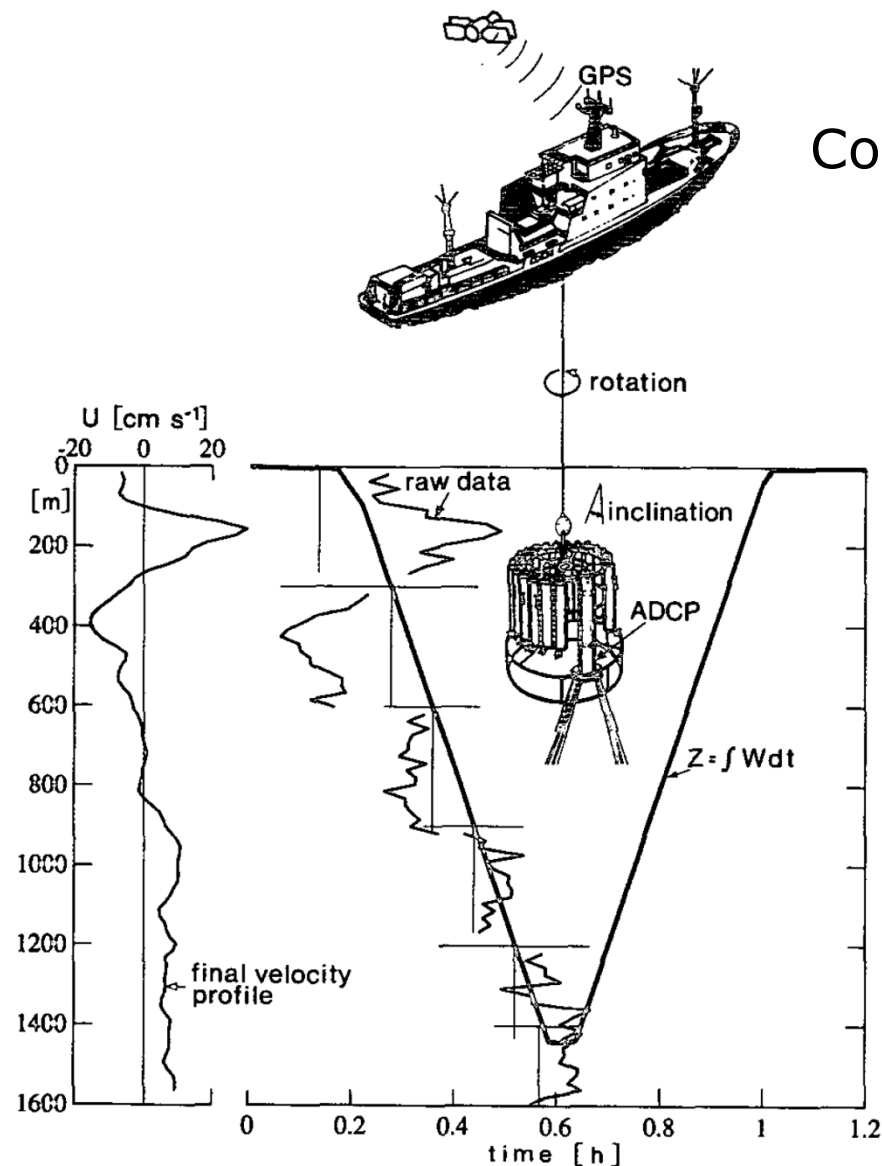 GPS
Co
rotation
U [cm s⁻¹]
-20 0 20
0
[m]
200
400
600
800
1000
1200
1400
1600
raw data
inclination
ADCP
Z = ∫ W dt
final velocity
profile
0 0.2 0.4 0.6 0.8 1 1.2
time [h]